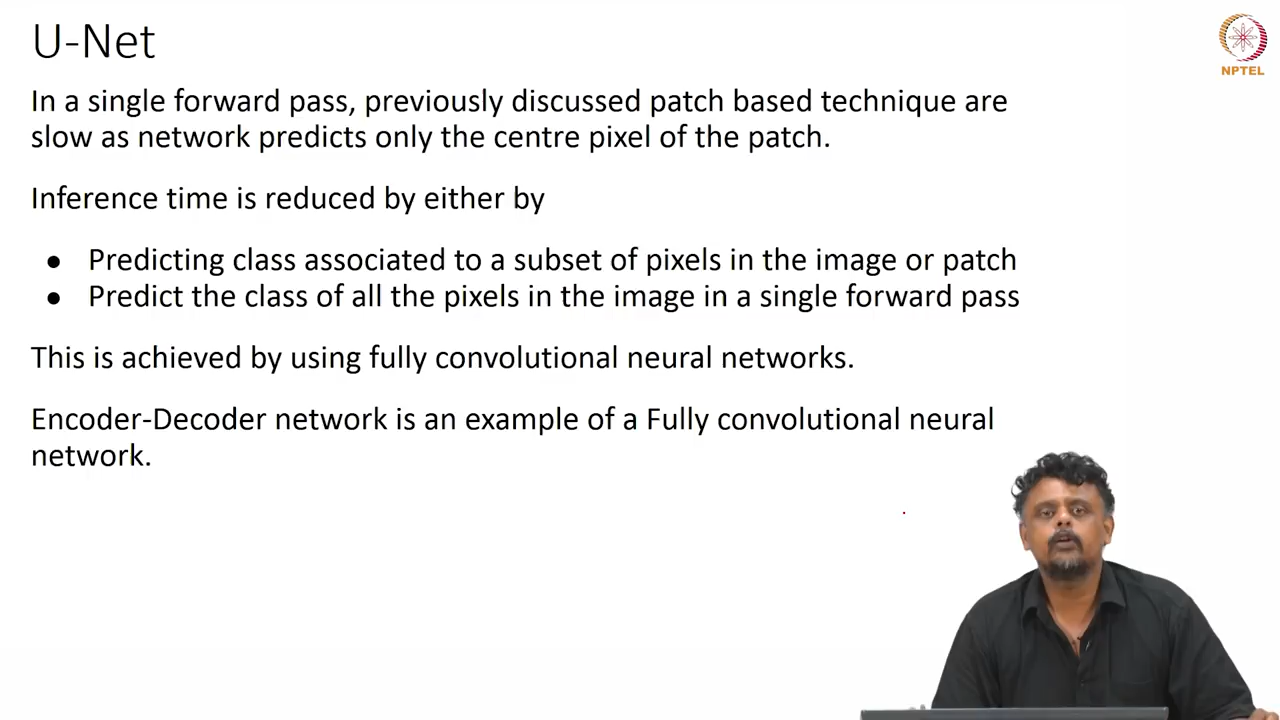 U-Net
NPTEL
In a single forward pass, previously discussed patch based technique are
slow as network predicts only the centre pixel of the patch.
Inference time is reduced by either by
● Predicting class associated to a subset of pixels in the image or patch
● Predict the class of all the pixels in the image in a single forward pass
This is achieved by using fully convolutional neural networks.
Encoder-Decoder network is an example of a Fully convolutional neural
network.